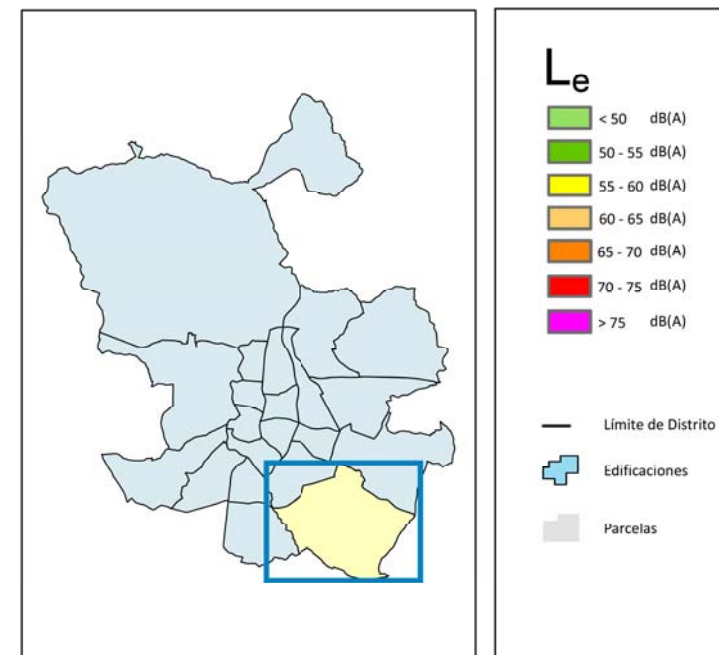 Le
< 50 dB(A)
50 - 55 dB(A)
55 - 60 dB(A)
60 - 65 dB(A)
65 - 70 dB(A)
70 - 75 dB(A)
> 75 dB(A)
Límite de Distrito
Edificaciones
Parcelas